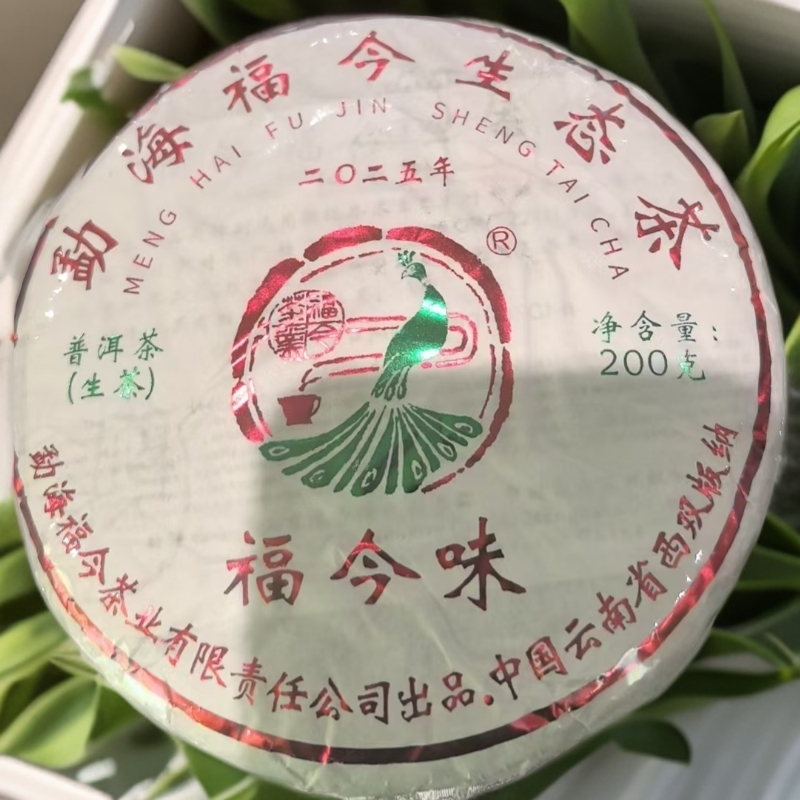 勐海福今生态茶
MENG HAI FU JIN SHENG TAI CHA
二〇二五年
®
普洱茶
(生茶)
净含量:
200克
福今味
勐海福今茶业有限责任公司出品.中国云南省西双版纳